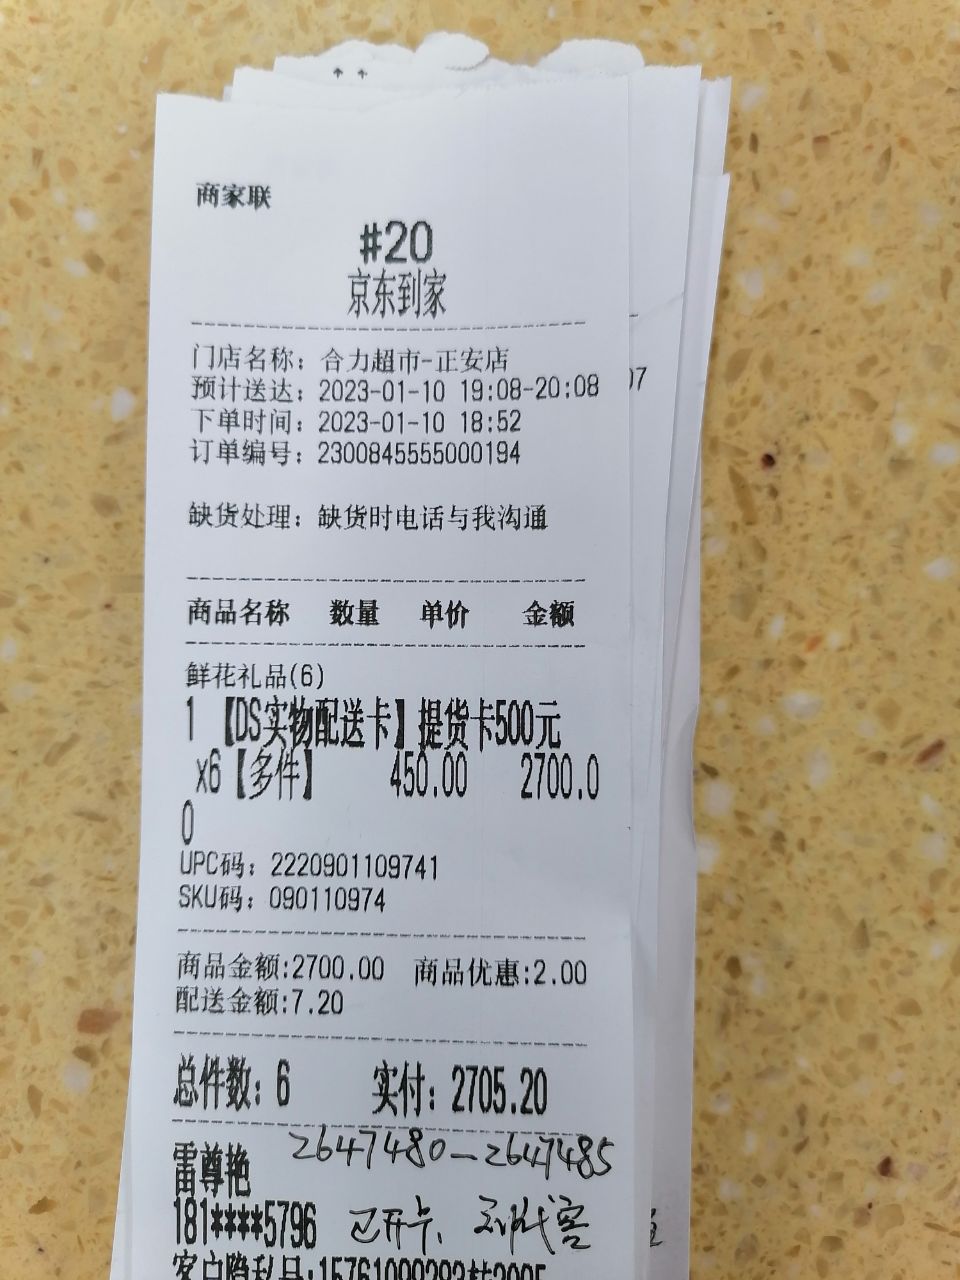 商家联
#20
京东到家
门店名称：合力超市-正安店
预计送达：2023-01-10 19:08-20:08
下单时间：2023-01-10 18:52
订单编号：2300845555000194
缺货处理：缺货时电话与我沟通
商品名称 数量 单价 金额
鲜花礼品(6)
1 【DS实物配送卡】提货卡500元
x6【多件】 450.00 2700.0
0
UPC码：2220901109741
SKU码：090110974
商品金额:2700.00 商品优惠:2.00
配送金额:7.20
总件数：6 实付：2705.20
2647480—2647485
雷尊艳
181****5796 已开卡、
07